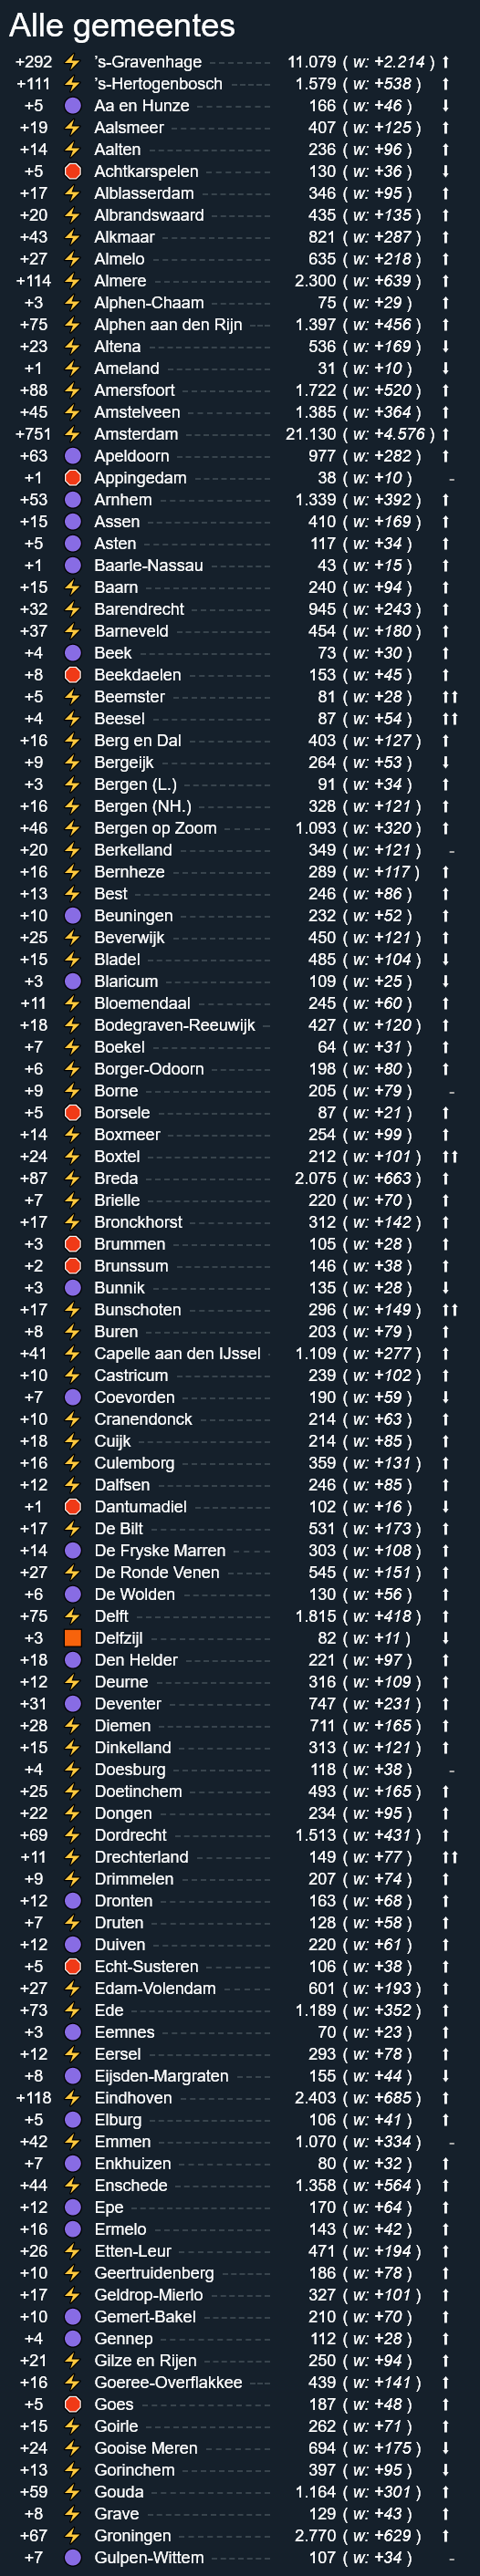 Alle gemeentes
+292 ⚡ 's-Gravenhage 11.079 ( w: +2.214 ) ⬆
+111 ⚡ 's-Hertogenbosch 1.579 ( w: +538 ) ⬆
+5 🟣 Aa en Hunze 166 ( w: +46 ) ⬇
+19 ⚡ Aalsmeer 407 ( w: +125 ) ⬆
+14 ⚡ Aalten 236 ( w: +96 ) ⬆
+5 🛑 Achtkarspelen 130 ( w: +36 ) ⬇
+17 ⚡ Alblasserdam 346 ( w: +95 ) ⬆
+20 ⚡ Albrandswaard 435 ( w: +135 ) ⬆
+43 ⚡ Alkmaar 821 ( w: +287 ) ⬆
+27 ⚡ Almelo 635 ( w: +218 ) ⬆
+114 ⚡ Almere 2.300 ( w: +639 ) ⬆
+3 ⚡ Alphen-Chaam 75 ( w: +29 ) ⬆
+75 ⚡ Alphen aan den Rijn 1.397 ( w: +456 ) ⬆
+23 ⚡ Altena 536 ( w: +169 ) ⬇
+1 ⚡ Ameland 31 ( w: +10 ) ⬇
+88 ⚡ Amersfoort 1.722 ( w: +520 ) ⬆
+45 ⚡ Amstelveen 1.385 ( w: +364 ) ⬆
+751 ⚡ Amsterdam 21.130 ( w: +4.576 ) ⬆
+63 🟣 Apeldoorn 977 ( w: +282 ) ⬆
+1 🛑 Appingedam 38 ( w: +10 ) -
+53 🟣 Arnhem 1.339 ( w: +392 ) ⬆
+15 🟣 Assen 410 ( w: +169 ) ⬆
+5 🟣 Asten 117 ( w: +34 ) ⬆
+1 🟣 Baarle-Nassau 43 ( w: +15 ) ⬆
+15 ⚡ Baarn 240 ( w: +94 ) ⬆
+32 ⚡ Barendrecht 945 ( w: +243 ) ⬆
+37 ⚡ Barneveld 454 ( w: +180 ) ⬆
+4 🟣 Beek 73 ( w: +30 ) ⬆
+8 🛑 Beekdaelen 153 ( w: +45 ) ⬆
+5 ⚡ Beemster 81 ( w: +28 ) ⬆⬆
+4 ⚡ Beesel 87 ( w: +54 ) ⬆⬆
+16 ⚡ Berg en Dal 403 ( w: +127 ) ⬆
+9 ⚡ Bergeijk 264 ( w: +53 ) ⬇
+3 ⚡ Bergen (L.) 91 ( w: +34 ) ⬆
+16 ⚡ Bergen (NH.) 328 ( w: +121 ) ⬆
+46 ⚡ Bergen op Zoom 1.093 ( w: +320 ) ⬆
+20 ⚡ Berkelland 349 ( w: +121 ) -
+16 ⚡ Bernheze 289 ( w: +117 ) ⬆
+13 ⚡ Best 246 ( w: +86 ) ⬆
+10 🟣 Beuningen 232 ( w: +52 ) ⬆
+25 ⚡ Beverwijk 450 ( w: +121 ) ⬆
+15 ⚡ Bladel 485 ( w: +104 ) ⬇
+3 🟣 Blaricum 109 ( w: +25 ) ⬇
+11 ⚡ Bloemendaal 245 ( w: +60 ) ⬆
+18 ⚡ Bodegraven-Reeuwijk 427 ( w: +120 ) ⬆
+7 ⚡ Boekel 64 ( w: +31 ) ⬆
+6 ⚡ Borger-Odoorn 198 ( w: +80 ) ⬆
+9 ⚡ Borne 205 ( w: +79 ) -
+5 🛑 Borsele 87 ( w: +21 ) ⬆
+14 ⚡ Boxmeer 254 ( w: +99 ) ⬆
+24 ⚡ Boxtel 212 ( w: +101 ) ⬆⬆
+87 ⚡ Breda 2.075 ( w: +663 ) ⬆
+7 ⚡ Brielle 220 ( w: +70 ) ⬆
+17 ⚡ Bronckhorst 312 ( w: +142 ) ⬆
+3 🛑 Brummen 105 ( w: +28 ) ⬆
+2 🛑 Brunssum 146 ( w: +38 ) ⬆
+3 🟣 Bunnik 135 ( w: +28 ) ⬇
+17 ⚡ Bunschoten 296 ( w: +149 ) ⬆⬆
+8 ⚡ Buren 203 ( w: +79 ) ⬆
+41 ⚡ Capelle aan den IJssel 1.109 ( w: +277 ) ⬆
+10 ⚡ Castricum 239 ( w: +102 ) ⬆
+7 🟣 Coevorden 190 ( w: +59 ) ⬇
+10 ⚡ Cranendonck 214 ( w: +63 ) ⬆
+18 ⚡ Cuijk 214 ( w: +85 ) ⬆
+16 ⚡ Culemborg 359 ( w: +131 ) ⬆
+12 ⚡ Dalfsen 246 ( w: +85 ) ⬆
+1 🛑 Dantumadiel 102 ( w: +16 ) ⬇
+17 ⚡ De Bilt 531 ( w: +173 ) ⬆
+14 🟣 De Fryske Marren 303 ( w: +108 ) ⬆
+27 ⚡ De Ronde Venen 545 ( w: +151 ) ⬆
+6 🟣 De Wolden 130 ( w: +56 ) ⬆
+75 ⚡ Delft 1.815 ( w: +418 ) ⬆
+3 🟧 Delfzijl 82 ( w: +11 ) ⬇
+18 🟣 Den Helder 221 ( w: +97 ) ⬆
+12 ⚡ Deurne 316 ( w: +109 ) ⬆
+31 🟣 Deventer 747 ( w: +231 ) ⬆
+28 ⚡ Diemen 711 ( w: +165 ) ⬆
+15 ⚡ Dinkelland 313 ( w: +121 ) ⬆
+4 ⚡ Doesburg 118 ( w: +38 ) -
+25 ⚡ Doetinchem 493 ( w: +165 ) ⬆
+22 ⚡ Dongen 234 ( w: +95 ) ⬆
+69 ⚡ Dordrecht 1.513 ( w: +431 ) ⬆
+11 ⚡ Drechterland 149 ( w: +77 ) ⬆⬆
+9 ⚡ Drimmelen 207 ( w: +74 ) ⬆
+12 🟣 Dronten 163 ( w: +68 ) ⬆
+7 ⚡ Druten 128 ( w: +58 ) ⬆
+12 🟣 Duiven 220 ( w: +61 ) ⬆
+5 🛑 Echt-Susteren 106 ( w: +38 ) ⬆
+27 ⚡ Edam-Volendam 601 ( w: +193 ) ⬆
+73 ⚡ Ede 1.189 ( w: +352 ) ⬆
+3 🟣 Eemnes 70 ( w: +23 ) ⬆
+12 ⚡ Eersel 293 ( w: +78 ) ⬆
+8 🟣 Eijsden-Margraten 155 ( w: +44 ) ⬇
+118 ⚡ Eindhoven 2.403 ( w: +685 ) ⬆
+5 🟣 Elburg 106 ( w: +41 ) ⬆
+42 ⚡ Emmen 1.070 ( w: +334 ) -
+7 🟣 Enkhuizen 80 ( w: +32 ) ⬆
+44 ⚡ Enschede 1.358 ( w: +564 ) ⬆
+12 🟣 Epe 170 ( w: +64 ) ⬆
+16 🟣 Ermelo 143 ( w: +42 ) ⬆
+26 ⚡ Etten-Leur 471 ( w: +194 ) ⬆
+10 ⚡ Geertruidenberg 186 ( w: +78 ) ⬆
+17 ⚡ Geldrop-Mierlo 327 ( w: +101 ) ⬆
+10 🟣 Gemert-Bakel 210 ( w: +70 ) ⬆
+4 🟣 Gennep 112 ( w: +28 ) ⬆
+21 ⚡ Gilze en Rijen 250 ( w: +94 ) ⬆
+16 ⚡ Goeree-Overflakkee 439 ( w: +141 ) ⬆
+5 🛑 Goes 187 ( w: +48 ) ⬆
+15 ⚡ Goirle 262 ( w: +71 ) ⬆
+24 ⚡ Gooise Meren 694 ( w: +175 ) ⬇
+13 ⚡ Gorinchem 397 ( w: +95 ) ⬇
+59 ⚡ Gouda 1.164 ( w: +301 ) ⬆
+8 ⚡ Grave 129 ( w: +43 ) ⬆
+67 ⚡ Groningen 2.770 ( w: +629 ) ⬆
+7 🟣 Gulpen-Wittem 107 ( w: +34 ) -